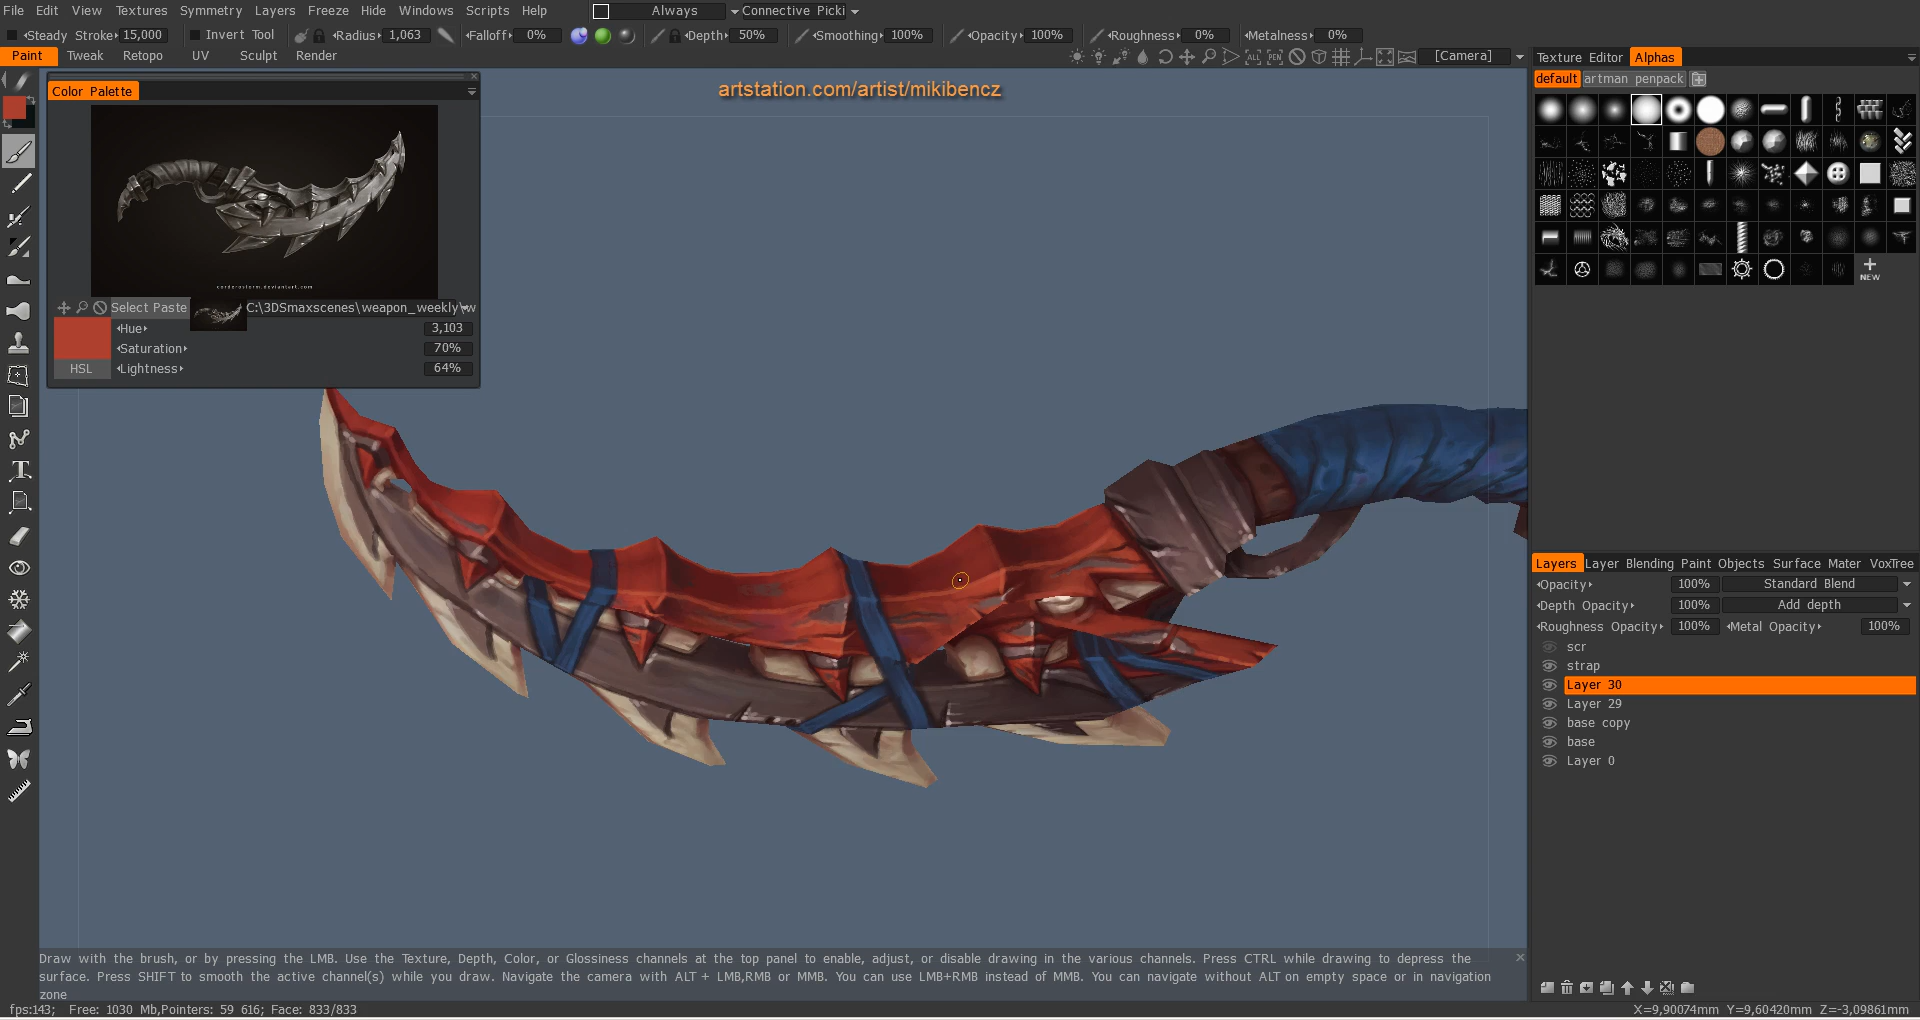 File Edit View Textures Symmetry Layers Freeze Hide Windows Scripts Help Always Connective Picki
Steady Stroke 15,000 Invert Tool Radius 1,063 Falloff 0% Depth 50% Smoothing 100% Opacity 100% Roughness 0% Metalness 0%
Paint Tweak Retopo UV Sculpt Render ALL PEN [Camera]
Texture Editor Alphas
default artman penpack
NEW
Color Palette
artstation.com/artist/mikibencz
corderostorm.deviantart.com
Select Paste C:\3DSmaxscenes\weapon_weekly\w
Hue 3,103
Saturation 70%
HSL Lightness 64%
Layers Layer Blending Paint Objects Surface Mater VoxTree
Opacity 100% Standard Blend
Depth Opacity 100% Add depth
Roughness Opacity 100% Metal Opacity 100%
scr
strap
Layer 30
Layer 29
base copy
base
Layer 0
Draw with the brush, or by pressing the LMB. Use the Texture, Depth, Color, or Glossiness channels at the top panel to enable, adjust, or disable drawing in the various channels. Press CTRL while drawing to depress the
surface. Press SHIFT to smooth the active channel(s) while you draw. Navigate the camera with ALT + LMB,RMB or MMB. You can use LMB+RMB instead of MMB. You can navigate without ALT on empty space or in navigation
zone
fps:143; Free: 1030 Mb,Pointers: 59 616; Face: 833/833 X=9,90074mm Y=9,60420mm Z=-3,09861mm